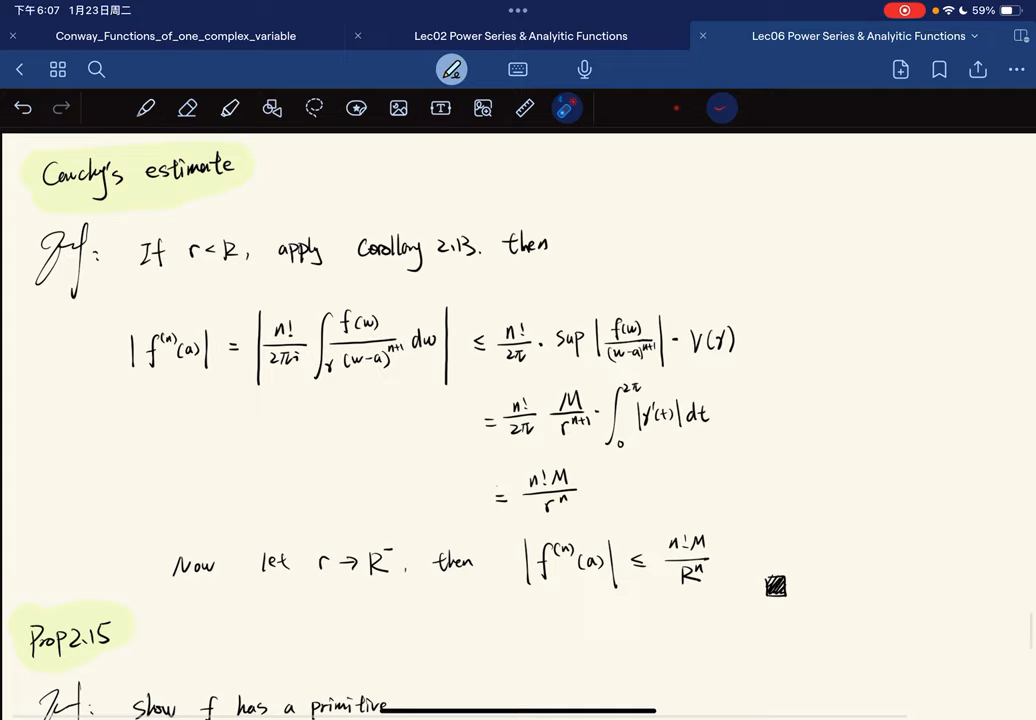 下午6:07 1月23日周二
59%
Conway_Functions_of_one_complex_variable
Lec02 Power Series & Analyitic Functions
Lec06 Power Series & Analyitic Functions
Cauchy's estimate
Pf: If r < R, apply Corollary 2.13. then
|f^{(n)}(a)| = |n!/2πi ∫_γ f(w)/(w-a)^{n+1} dw| ≤ n!/2π · sup |f(w)/(w-a)^{n+1}| · V(γ)
= n!/2π M/r^{n+1} · ∫_0^{2π} |γ'(t)| dt
= n!M/r^n
Now let r → R^-, then |f^{(n)}(a)| ≤ n!M/R^n
Prop 2.15
Pf: show f has a primitive